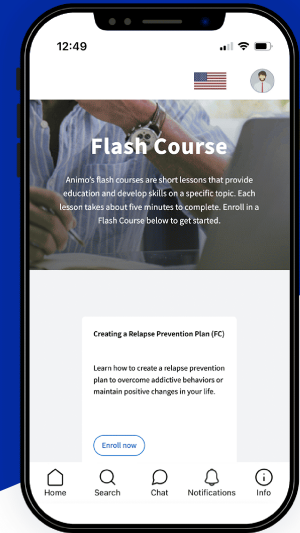 12:49
Flash Course
Animo's flash courses are short lessons that provide
education and develop skills on a specific topic. Each
lesson takes about five minutes to complete. Enroll in a
Flash Course below to get started.
Creating a Relapse Prevention Plan (FC)
Learn how to create a relapse prevention
plan to overcome addictive behaviors or
maintain positive changes in your life.
Enroll now
Home Search Chat Notifications Info